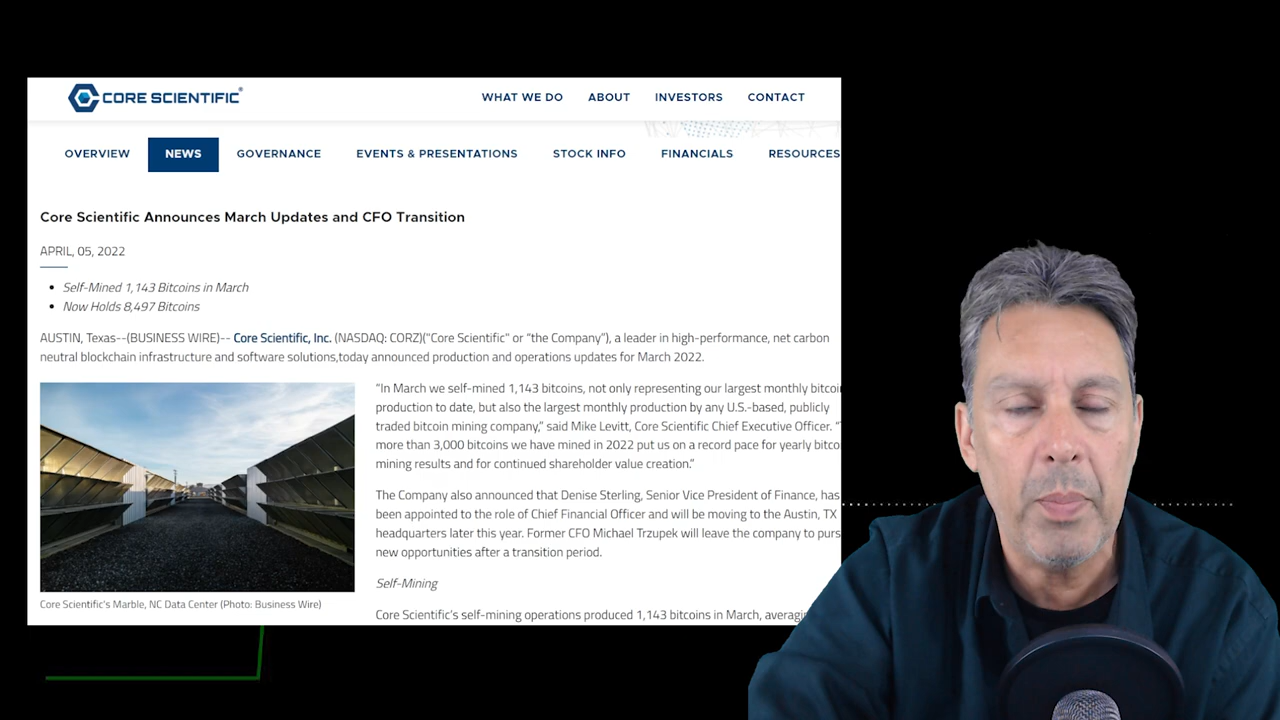 CORE SCIENTIFIC®
WHAT WE DO ABOUT INVESTORS CONTACT
OVERVIEW NEWS GOVERNANCE EVENTS & PRESENTATIONS STOCK INFO FINANCIALS RESOURCES
Core Scientific Announces March Updates and CFO Transition
APRIL, 05, 2022
• Self-Mined 1,143 Bitcoins in March
• Now Holds 8,497 Bitcoins
AUSTIN, Texas--(BUSINESS WIRE)-- Core Scientific, Inc. (NASDAQ: CORZ)("Core Scientific" or "the Company"), a leader in high-performance, net carbon
neutral blockchain infrastructure and software solutions,today announced production and operations updates for March 2022.
"In March we self-mined 1,143 bitcoins, not only representing our largest monthly bitcoi
production to date, but also the largest monthly production by any U.S.-based, publicly
traded bitcoin mining company," said Mike Levitt, Core Scientific Chief Executive Officer.
more than 3,000 bitcoins we have mined in 2022 put us on a record pace for yearly bitco
mining results and for continued shareholder value creation."
The Company also announced that Denise Sterling, Senior Vice President of Finance, has
been appointed to the role of Chief Financial Officer and will be moving to the Austin, TX
headquarters later this year. Former CFO Michael Trzupek will leave the company to purs
new opportunities after a transition period.
Self-Mining
Core Scientific's self-mining operations produced 1,143 bitcoins in March, averagi
Core Scientific's Marble, NC Data Center (Photo: Business Wire)